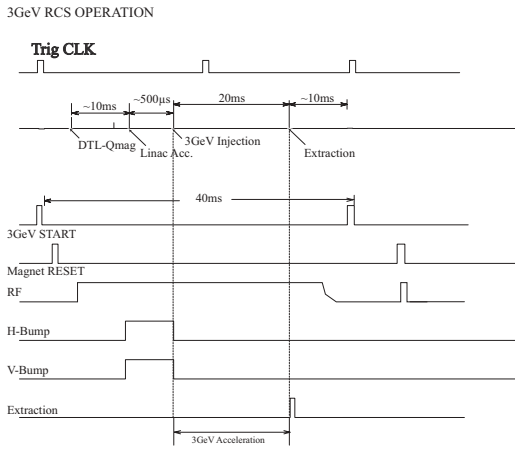 3GeV RCS OPERATION
Trig CLK
~10ms ~500μs 20ms ~10ms
DTL-Qmag Linac Acc. 3GeV Injection Extraction
40ms
3GeV START
Magnet RESET
RF
H-Bump
V-Bump
Extraction
3GeV Acceleration